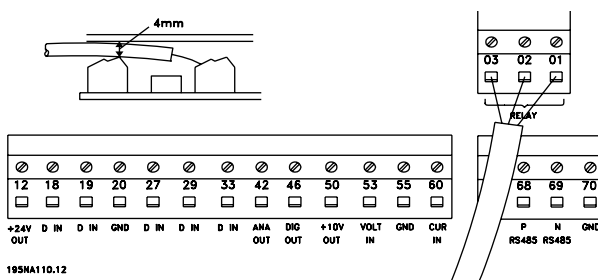 4mm
03 02 01
RELAY
12 18 19 20 27 29 33 42 46 50 53 55 60
+24V OUT D IN D IN GND D IN D IN D IN ANA OUT DIG OUT +10V OUT VOLT IN GND CUR IN
68 69 70
P RS485 N RS485 GND
195NA110.12